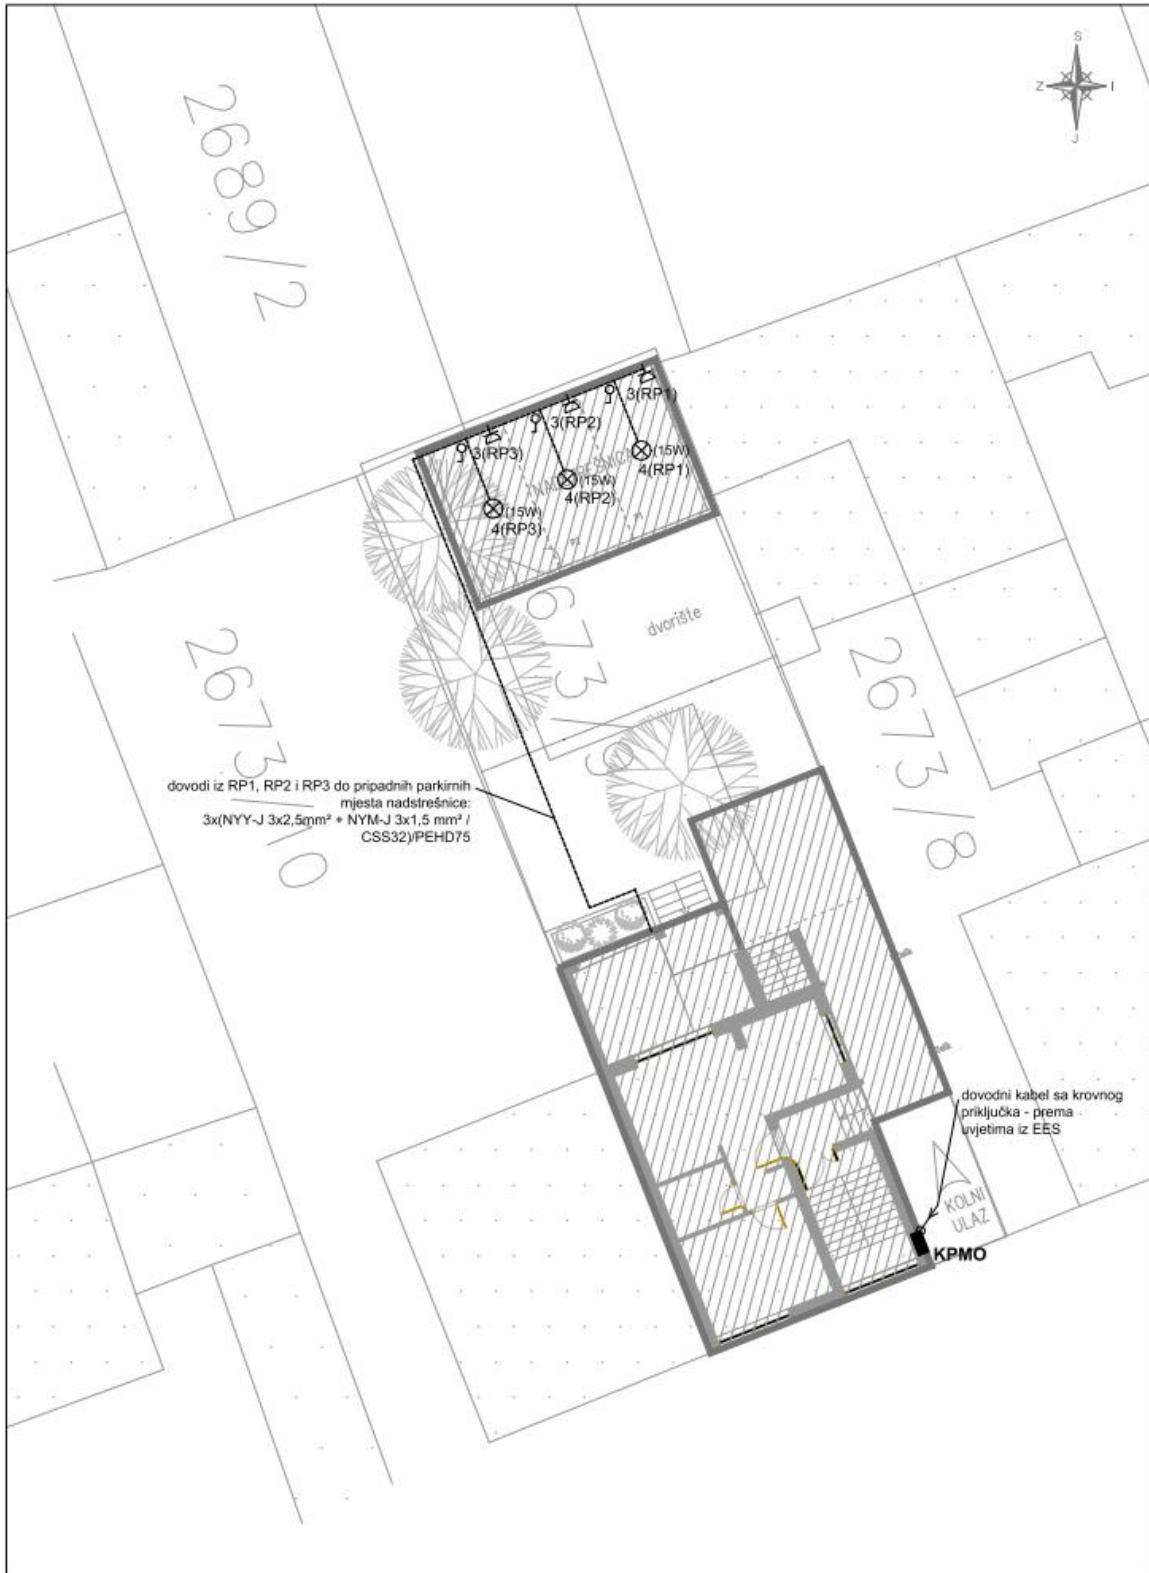 S
Z
I
J
2689/2
3(RP1)
3(RP2)
3(RP3)
(15W)
4(RP1)
(15W)
4(RP2)
(15W)
4(RP3)
P1
P2
dvorište
2673/10
2673/8
dovodi iz RP1, RP2 i RP3 do pripadnih parkirnih
mjesta nadstrešnice:
3x(NYY-J 3x2,5mm² + NYM-J 3x1,5 mm² /
CSS32)/PEHD75
dovodni kabel sa krovnog
priključka - prema
uvjetima iz EES
KOLNI
ULAZ
KPMO